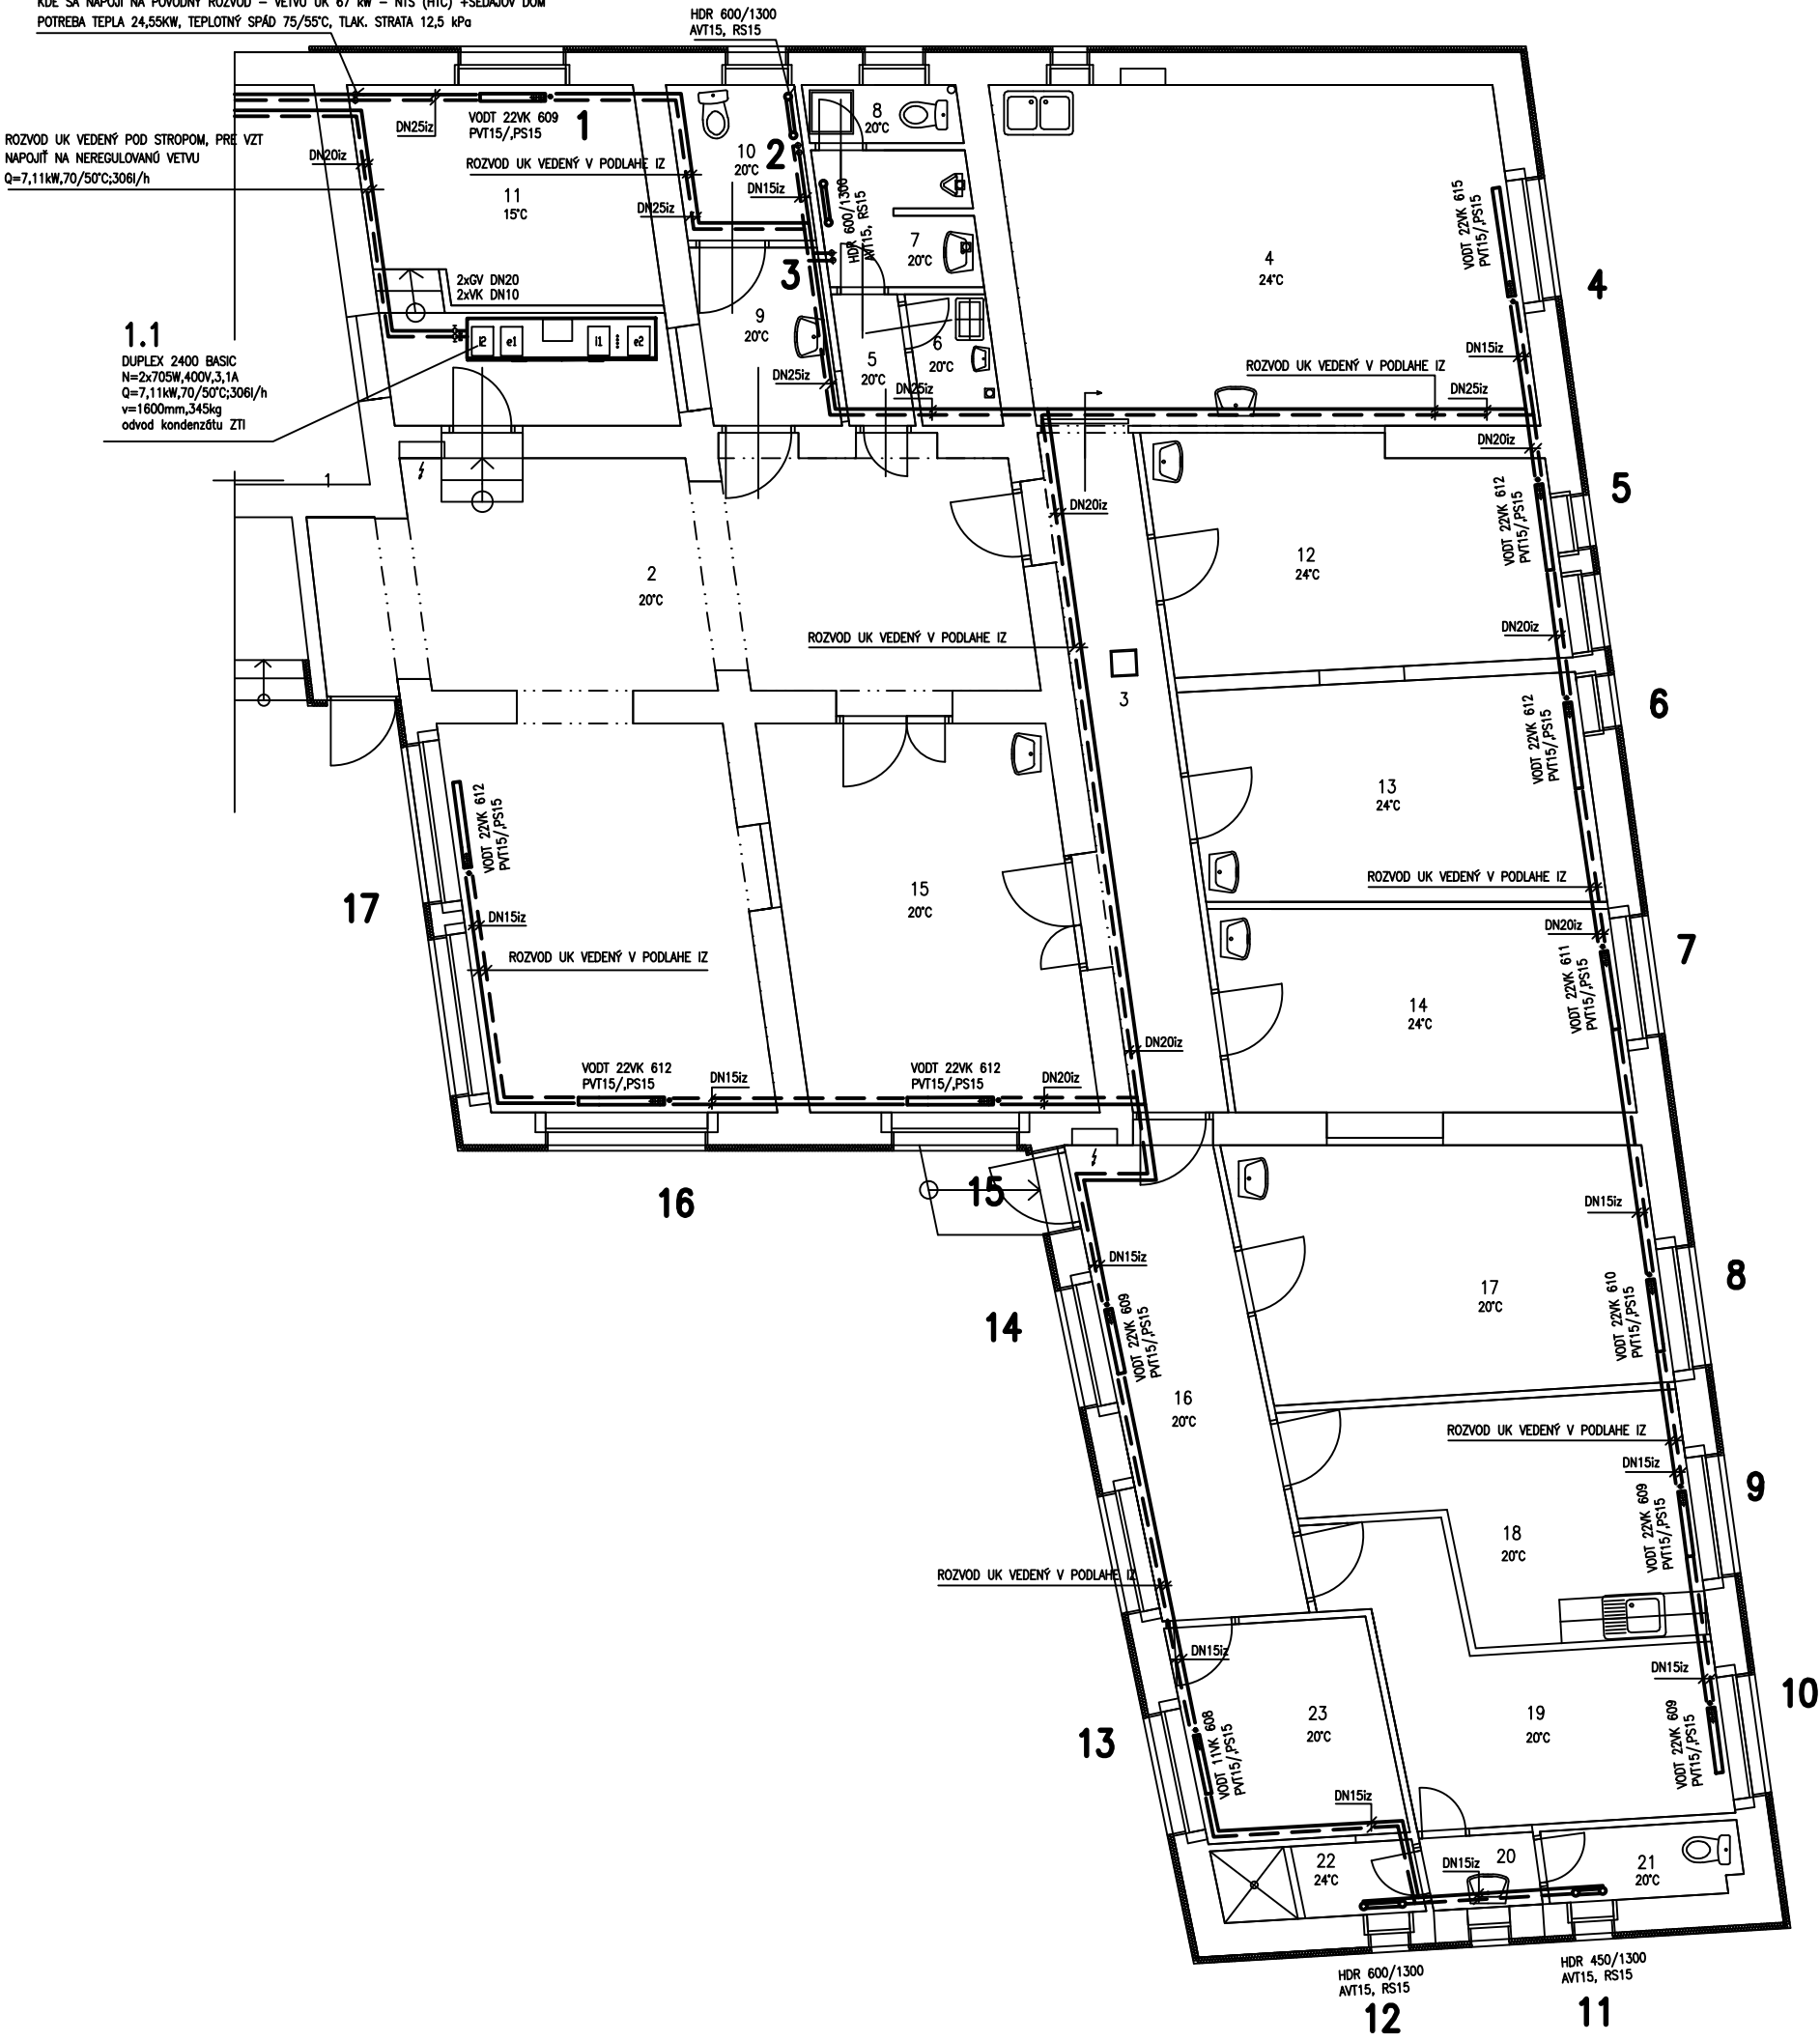 KDE SA NAPOJÍ NA PÔVODNÝ ROZVOD – VETVU ÚK 67 kW – NTS (HTC) +SEDAJOV DOM
POTREBA TEPLA 24,55KW, TEPLOTNÝ SPÁD 75/55°C, TLAK. STRATA 12,5 kPa
HDR 600/1300
AVT15, RS15
ROZVOD UK VEDENÝ POD STROPOM, PRE VZT
NAPOJIŤ NA NEREGULOVANÚ VETVU
Q=7,11kW,70/50°C;306l/h
DN20iz
DN25iz
VODT 22VK 609
PVT15/,PS15
1
ROZVOD UK VEDENÝ V PODLAHE IZ
11
15°C
DN25iz
10
20°C
2
DN15iz
8
20°C
HDR 600/1300
AVT15, RS15
7
20°C
3
2xGV DN20
2xVK DN10
i2
e1
i1
e2
9
20°C
DN25iz
5
20°C
6
20°C
DN25iz
4
24°C
VODT 22VK 615
PVT15/,PS15
4
DN15iz
ROZVOD UK VEDENÝ V PODLAHE IZ
DN25iz
DN20iz
1.1
DUPLEX 2400 BASIC
N=2x705W,400V,3,1A
Q=7,11kW,70/50°C;306l/h
v=1600mm,345kg
odvod kondenzátu ZTI
1
2
20°C
DN20iz
12
24°C
VODT 22VK 612
PVT15/,PS15
5
DN20iz
ROZVOD UK VEDENÝ V PODLAHE IZ
3
VODT 22VK 612
PVT15/,PS15
6
13
24°C
ROZVOD UK VEDENÝ V PODLAHE IZ
DN20iz
VODT 22VK 612
PVT15/,PS15
17
DN15iz
ROZVOD UK VEDENÝ V PODLAHE IZ
15
20°C
14
24°C
VODT 22VK 611
PVT15/,PS15
7
DN20iz
VODT 22VK 612
PVT15/,PS15
DN15iz
VODT 22VK 612
PVT15/,PS15
DN20iz
16
15
DN15iz
DN15iz
14
VODT 22VK 609
PVT15/,PS15
17
20°C
VODT 22VK 610
PVT15/,PS15
8
16
20°C
ROZVOD UK VEDENÝ V PODLAHE IZ
DN15iz
VODT 22VK 609
PVT15/,PS15
9
18
20°C
ROZVOD UK VEDENÝ V PODLAHE IZ
DN15iz
DN15iz
13
VODT 11VK 608
PVT15/,PS15
23
20°C
19
20°C
VODT 22VK 609
PVT15/,PS15
10
DN15iz
22
24°C
DN15iz
20
21
20°C
HDR 600/1300
AVT15, RS15
12
HDR 450/1300
AVT15, RS15
11